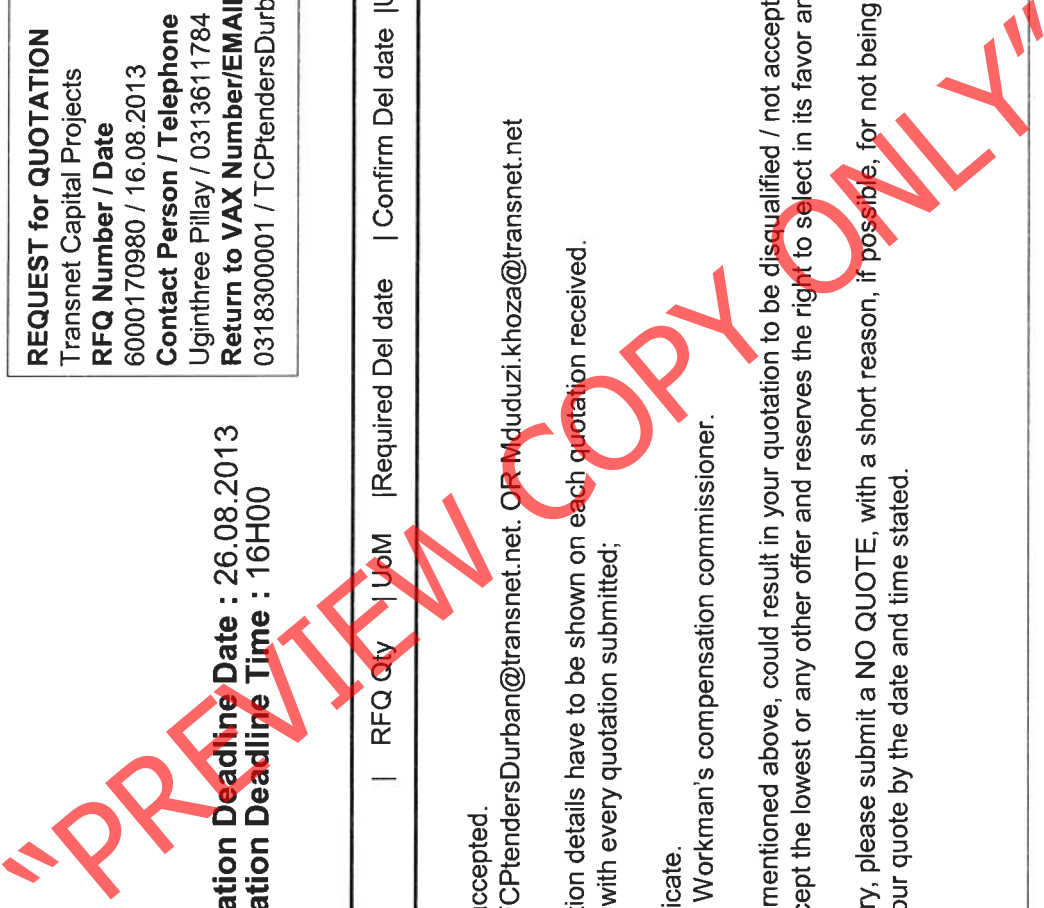 REQUEST for QUOTATION
Transnet Capital Projects
RFQ Number / Date
6000170980 / 16.08.2013
Contact Person / Telephone
Uginthree Pillay / 0313611784
Return to VAX Number/EMAIL
0318300001 / TCPtendersDurb
ation Deadline Date : 26.08.2013
ation Deadline Time : 16H00
| RFQ Qty | UoM |Required Del date | Confirm Del date |U
accepted.
TCPtendersDurban@transnet.net. OR Mduduzi.khoza@transnet.net
tion details have to be shown on each quotation received.
with every quotation submitted;
icate.
Workman's compensation commissioner.
mentioned above, could result in your quotation to be disqualified / not accept
cept the lowest or any other offer and reserves the right to select in its favor an
ry, please submit a NO QUOTE, with a short reason, if possible, for not being
our quote by the date and time stated.
"PREVIEW COPY ONLY"